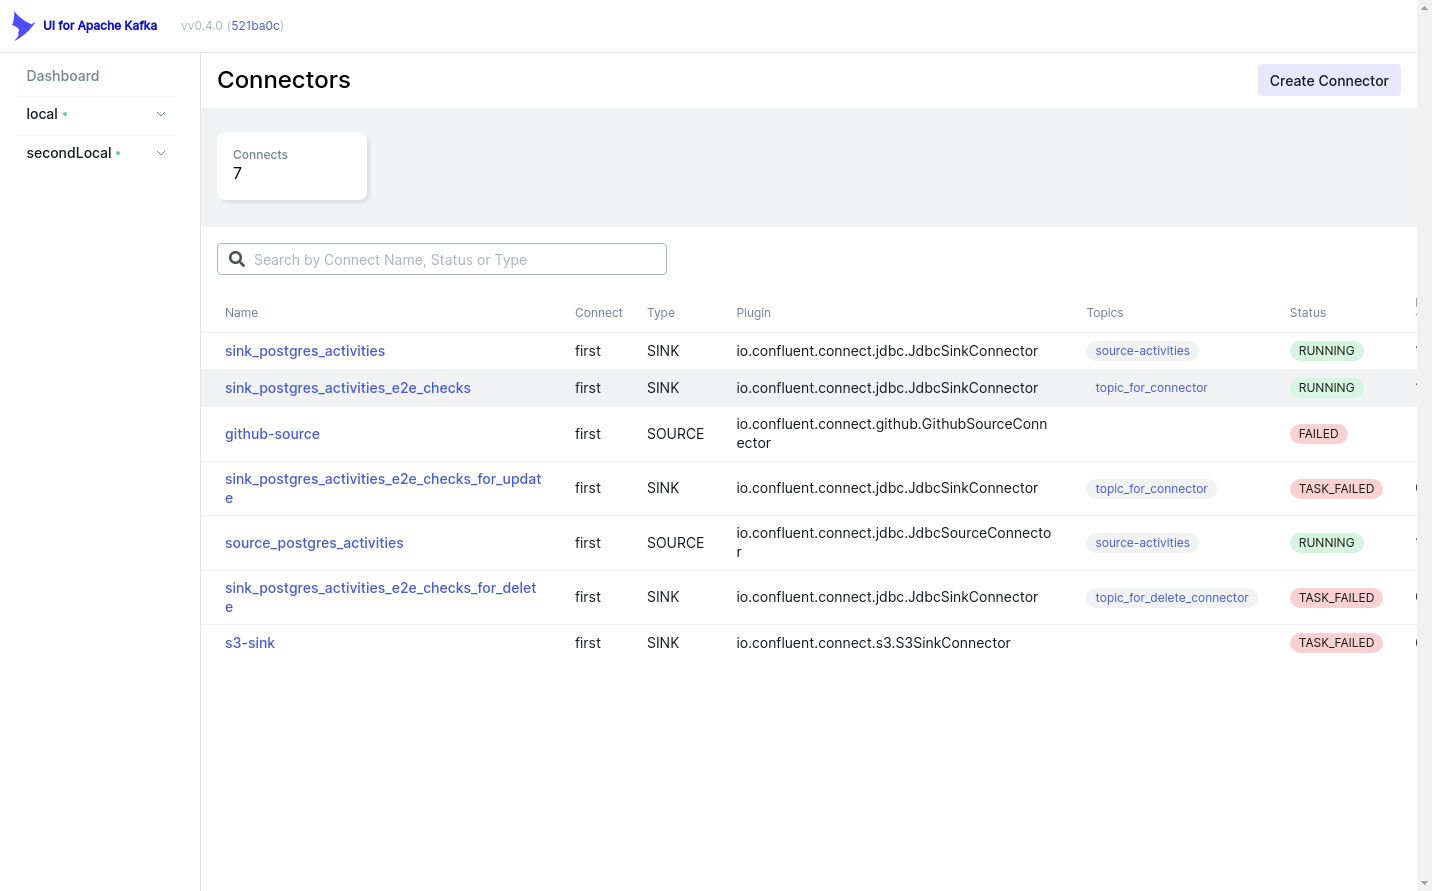 UI for Apache Kafka vv0.4.0 (521ba0c)
Dashboard
local
secondLocal
Connectors
Create Connector
Connects
7
Search by Connect Name, Status or Type
Name Connect Type Plugin Topics Status
sink_postgres_activities first SINK io.confluent.connect.jdbc.JdbcSinkConnector source-activities RUNNING
sink_postgres_activities_e2e_checks first SINK io.confluent.connect.jdbc.JdbcSinkConnector topic_for_connector RUNNING
github-source first SOURCE io.confluent.connect.github.GithubSourceConn
ector FAILED
sink_postgres_activities_e2e_checks_for_updat
e first SINK io.confluent.connect.jdbc.JdbcSinkConnector topic_for_connector TASK_FAILED
source_postgres_activities first SOURCE io.confluent.connect.jdbc.JdbcSourceConnecto
r source-activities RUNNING
sink_postgres_activities_e2e_checks_for_delet
e first SINK io.confluent.connect.jdbc.JdbcSinkConnector topic_for_delete_connector TASK_FAILED
s3-sink first SINK io.confluent.connect.s3.S3SinkConnector TASK_FAILED